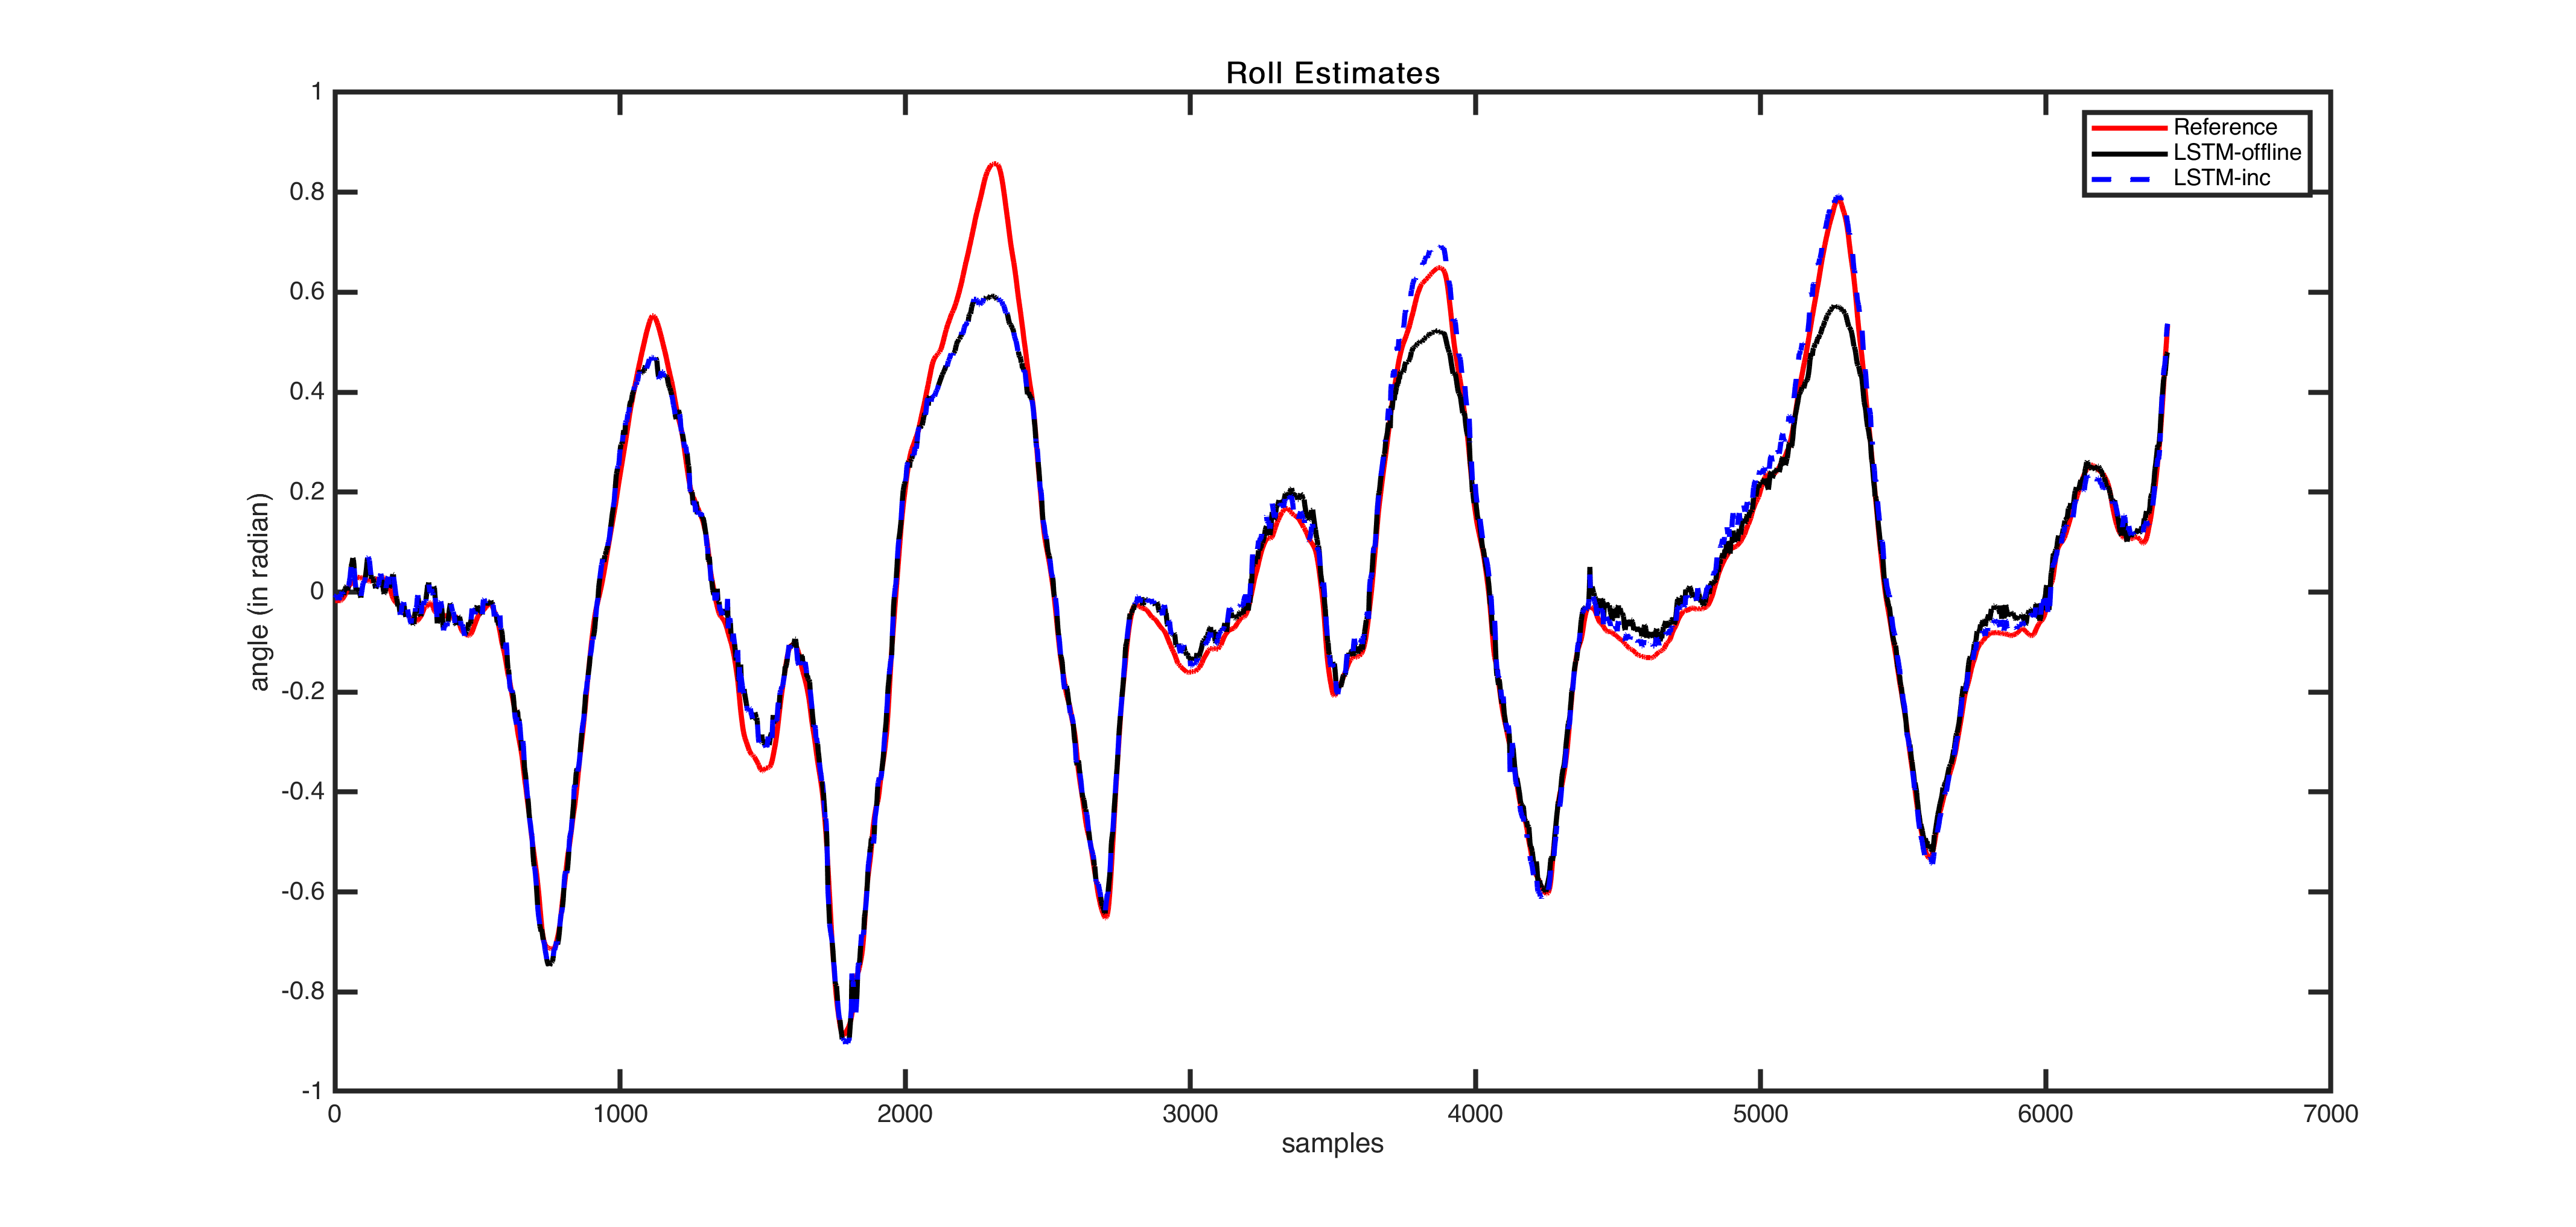 Roll Estimates
1
0.8
0.6
0.4
0.2
0
-0.2
-0.4
-0.6
-0.8
-1
angle (in radian)
Reference
LSTM-offline
LSTM-inc
0 1000 2000 3000 4000 5000 6000 7000
samples